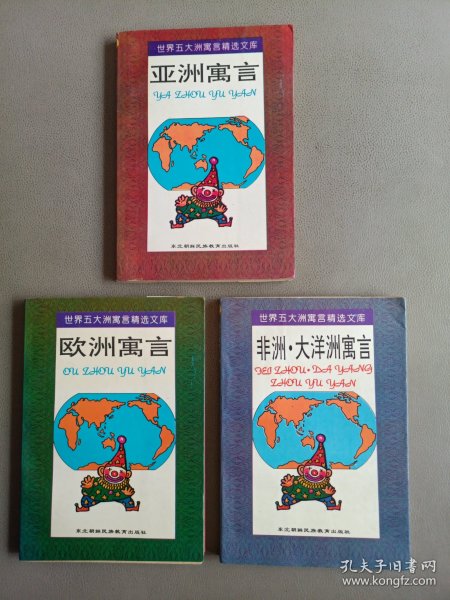 世界五大洲寓言精选文库
亚洲寓言
YA ZHOU YU YAN
东北朝鲜民族教育出版社
世界五大洲寓言精选文库
欧洲寓言
OU ZHOU YU YAN
东北朝鲜民族教育出版社
世界五大洲寓言精选文库
非洲·大洋洲寓言
FEI ZHOU·DA YANG
ZHOU YU YAN
东北朝鲜民族教育出版社
孔夫子旧书网
www.kongfz.com